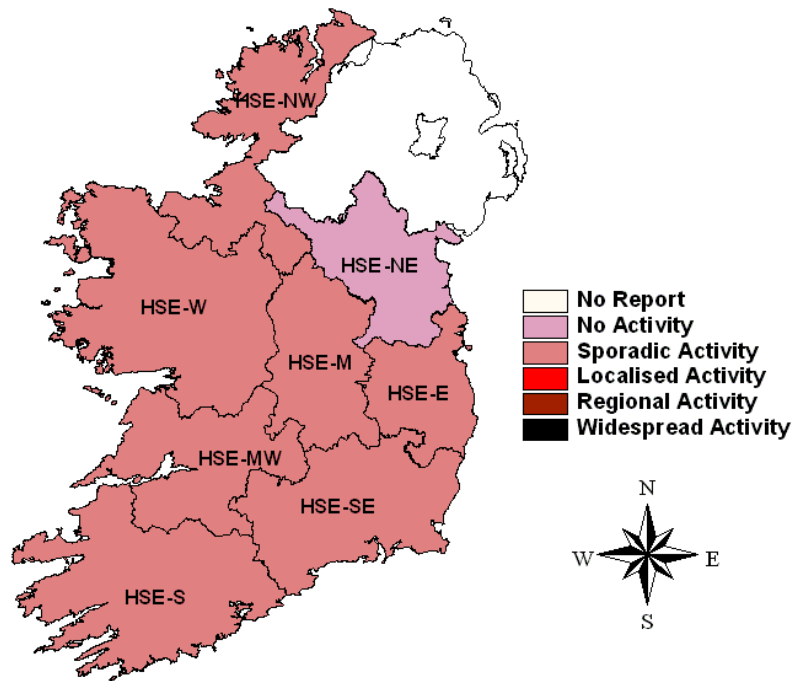 HSE-NW
HSE-NE
HSE-W
HSE-M
HSE-E
HSE-MW
HSE-SE
HSE-S
No Report
No Activity
Sporadic Activity
Localised Activity
Regional Activity
Widespread Activity
N
W E
S